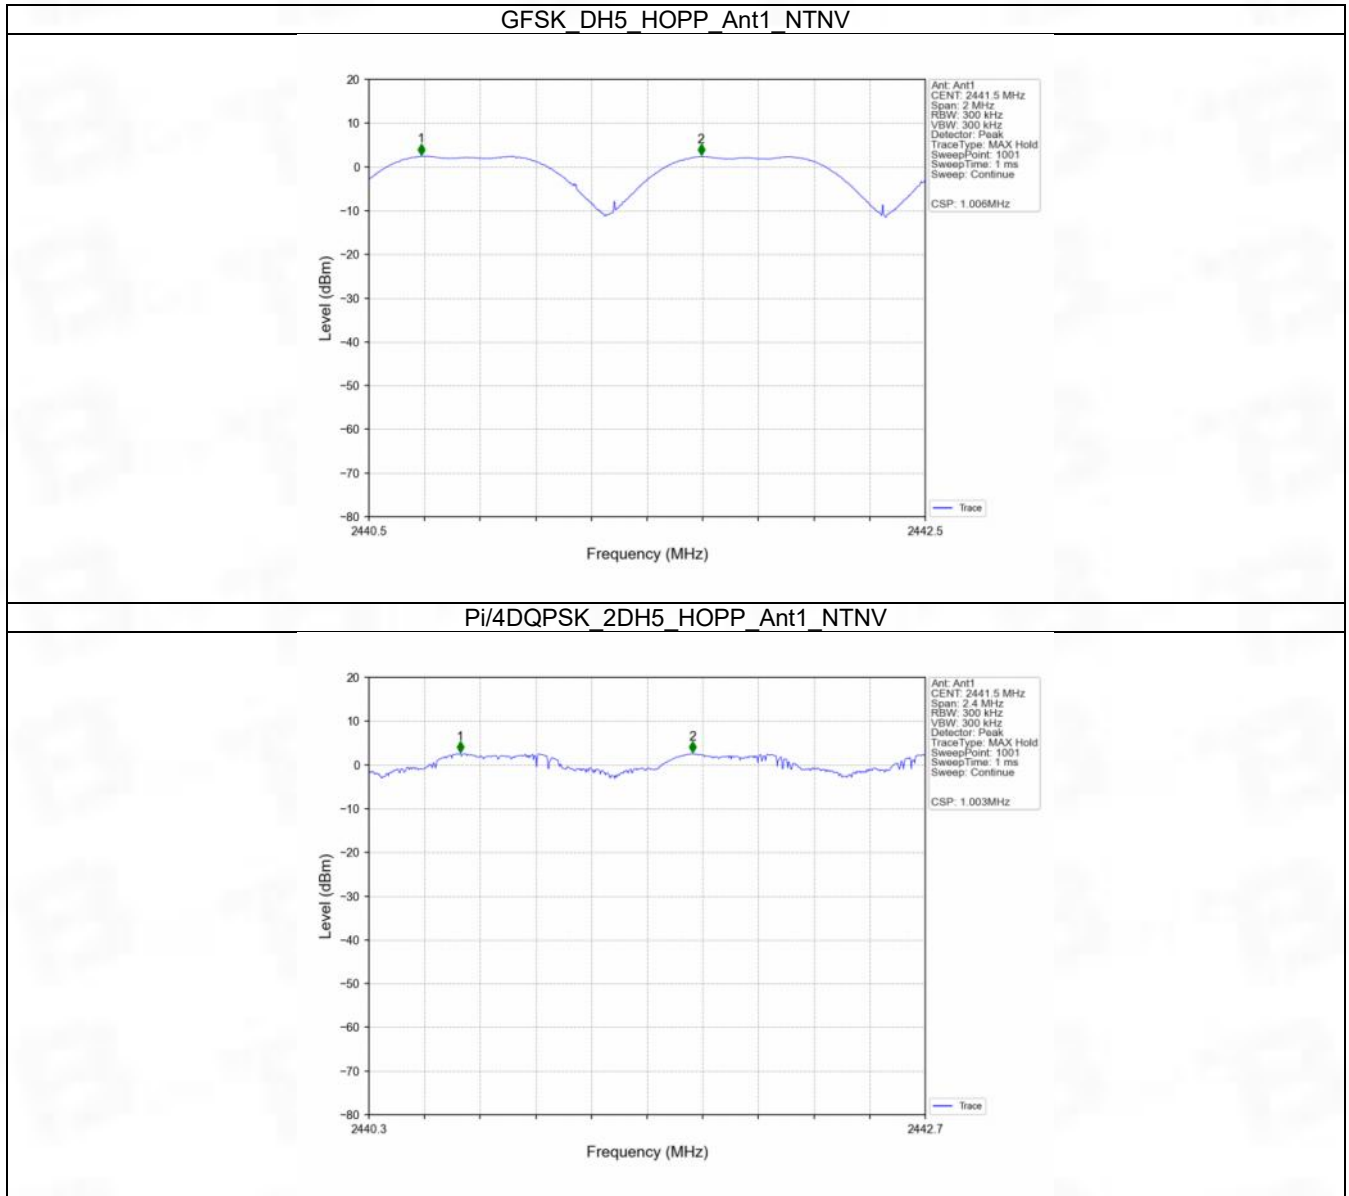 GFSK_DH5_HOPP_Ant1_NTNV
20
10
0
−10
−20
−30
−40
−50
−60
−70
−80
Level (dBm)
1
2
2440.5
2442.5
Frequency (MHz)
Ant: Ant1
CENT: 2441.5 MHz
Span: 2 MHz
RBW: 300 kHz
VBW: 300 kHz
Detector: Peak
TraceType: MAX Hold
SweepPoint: 1001
SweepTime: 1 ms
Sweep: Continue
CSP: 1.006MHz
Trace
Pi/4DQPSK_2DH5_HOPP_Ant1_NTNV
20
10
0
−10
−20
−30
−40
−50
−60
−70
−80
Level (dBm)
1
2
2440.3
2442.7
Frequency (MHz)
Ant: Ant1
CENT: 2441.5 MHz
Span: 2.4 MHz
RBW: 300 kHz
VBW: 300 kHz
Detector: Peak
TraceType: MAX Hold
SweepPoint: 1001
SweepTime: 1 ms
Sweep: Continue
CSP: 1.003MHz
Trace